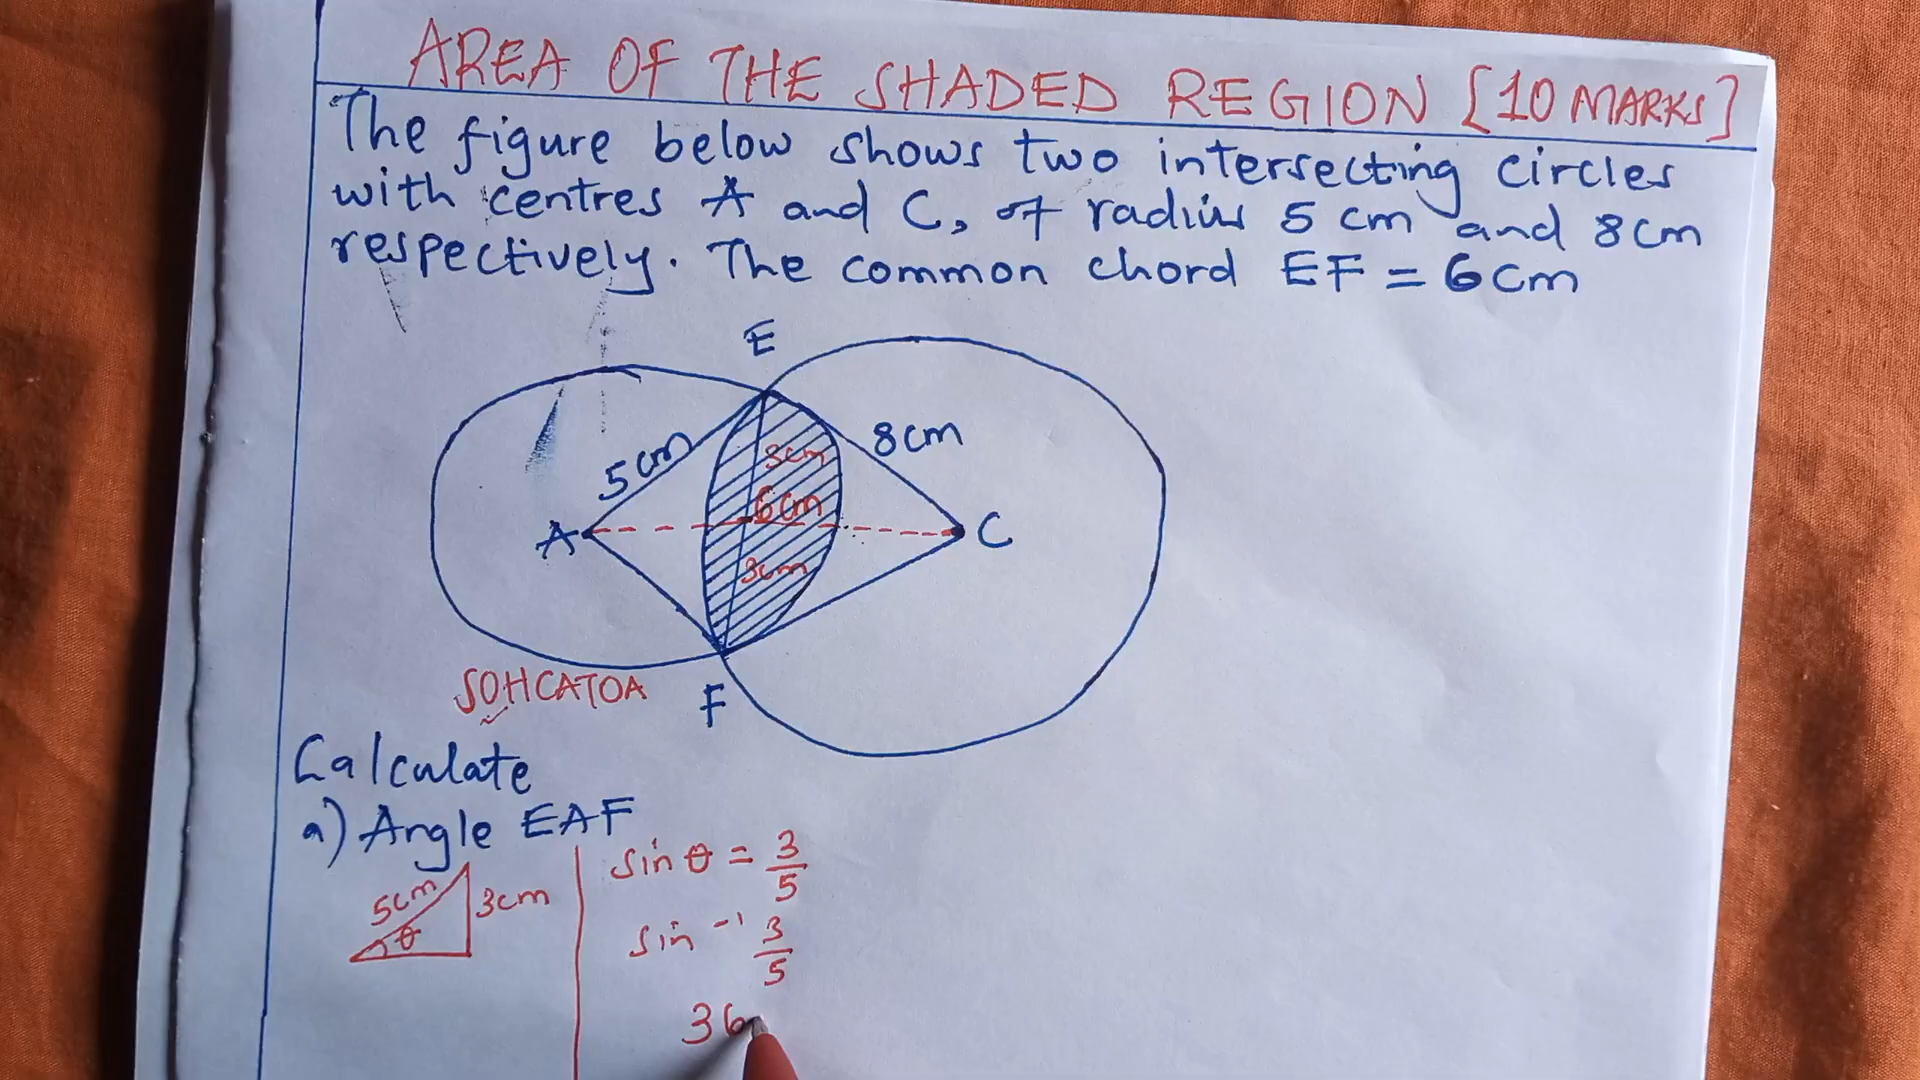 AREA OF THE SHADED REGION [10 MARKS]
The figure below shows two intersecting circles
with centres A and C, of radius 5 cm and 8cm
respectively. The common chord EF = 6cm
E
5cm
8cm
3cm
6cm
A
C
3cm
SOHCATOA
F
Calculate
a) Angle EAF
5cm
3cm
θ
sin θ = 3/5
sin ⁻¹ 3/5
36